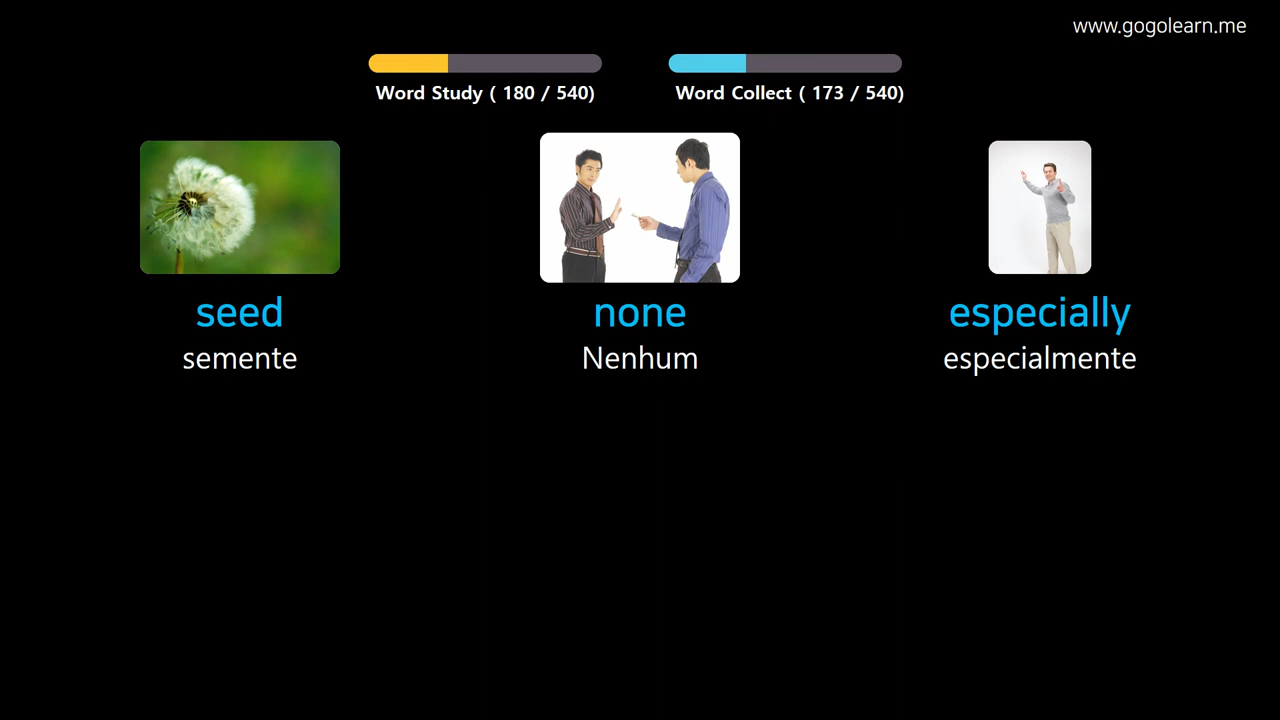 www.gogolearn.me
Word Study ( 180 / 540)
Word Collect ( 173 / 540)
seed
none
especially
semente
Nenhum
especialmente